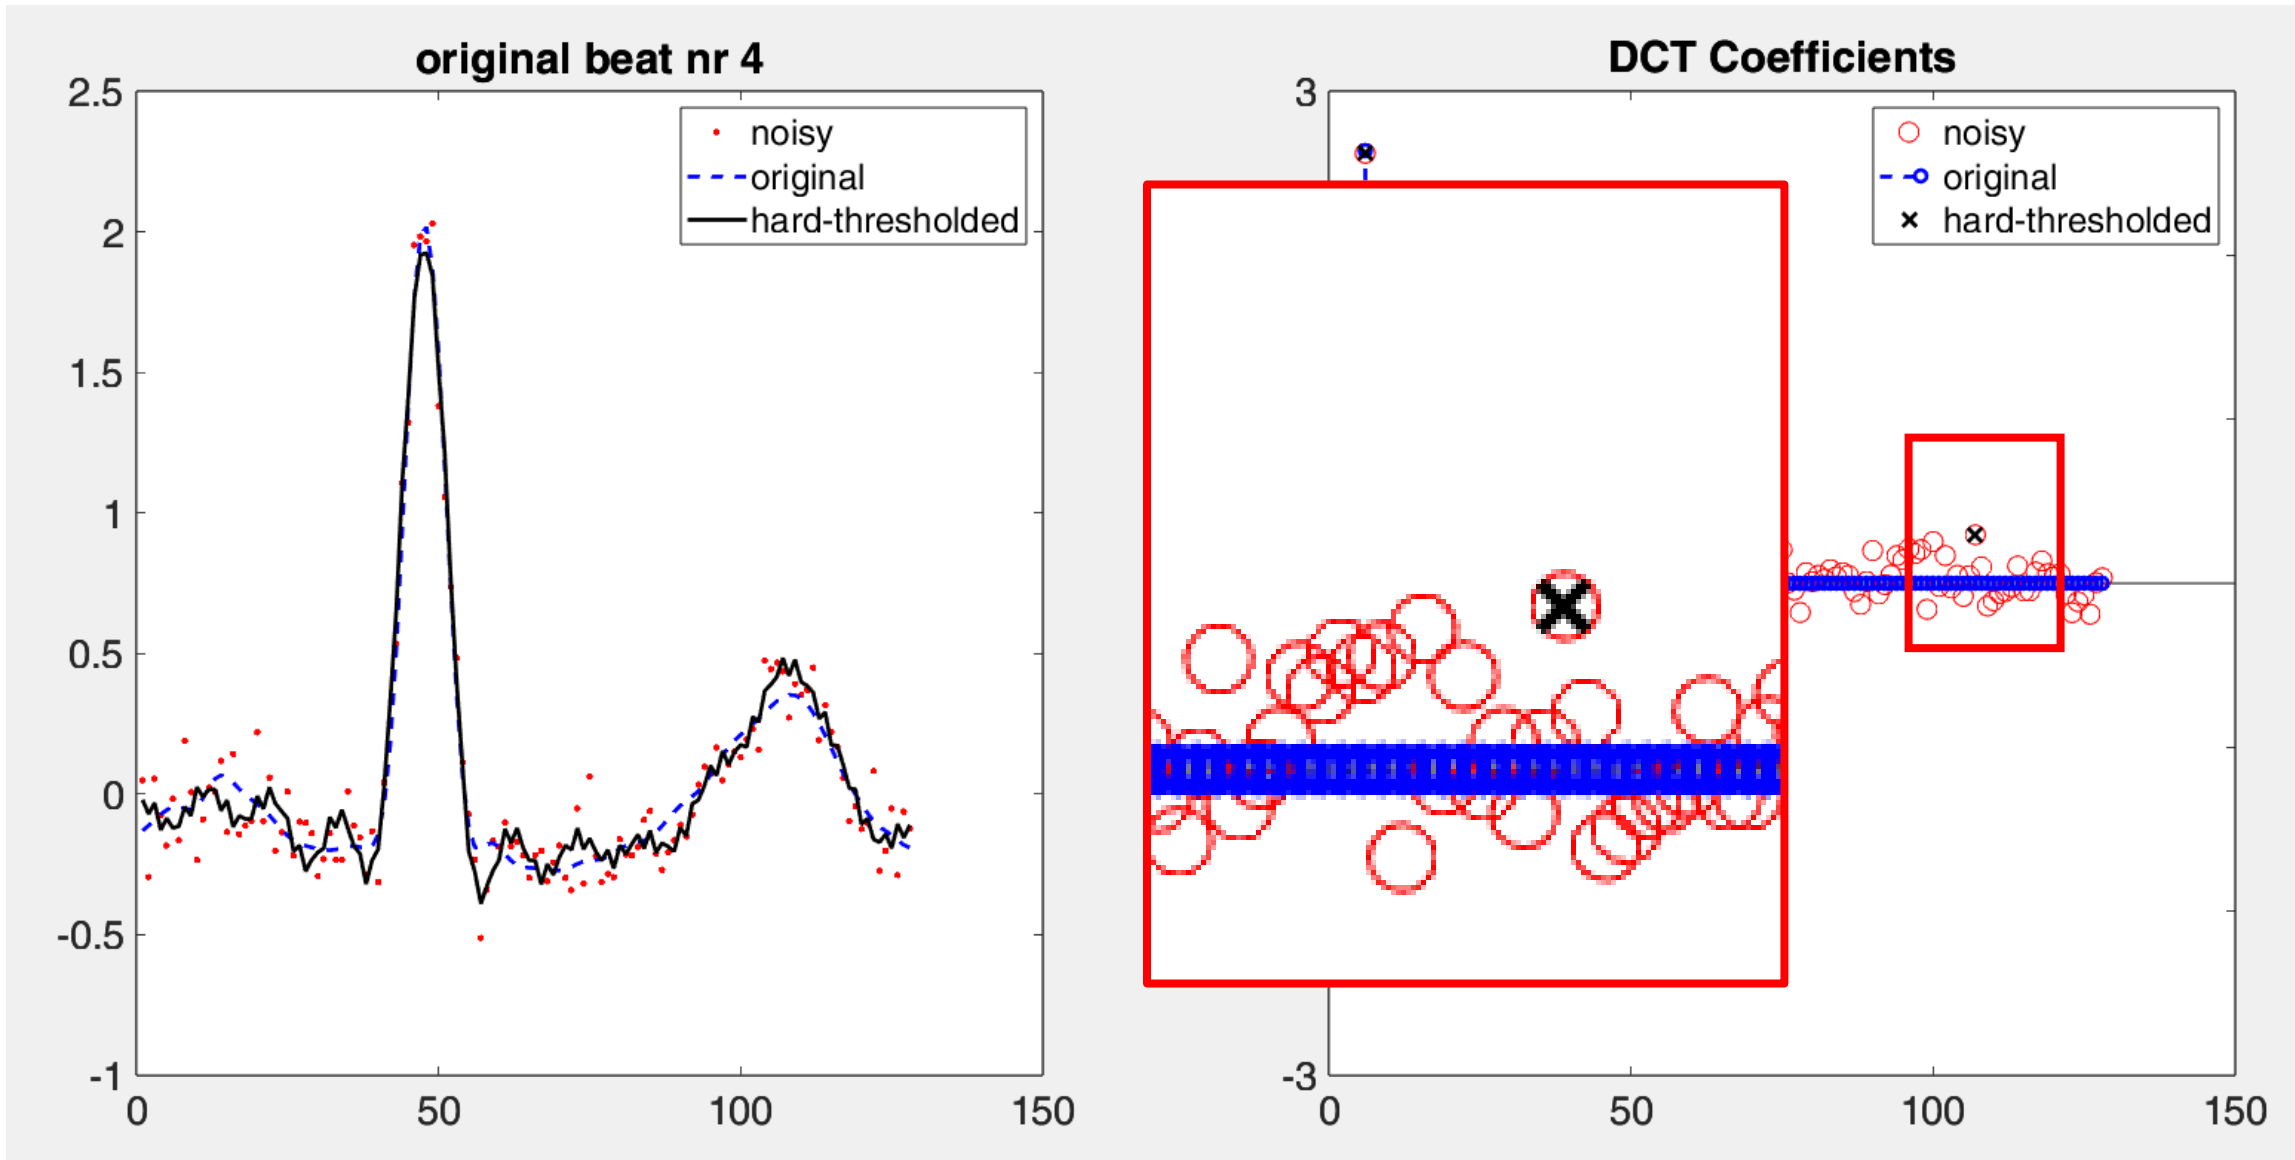 original beat nr 4
2.5
2
1.5
1
0.5
0
-0.5
-1
0
50
100
150
noisy
original
hard-thresholded
DCT Coefficients
3
-3
0
50
100
150
noisy
original
hard-thresholded